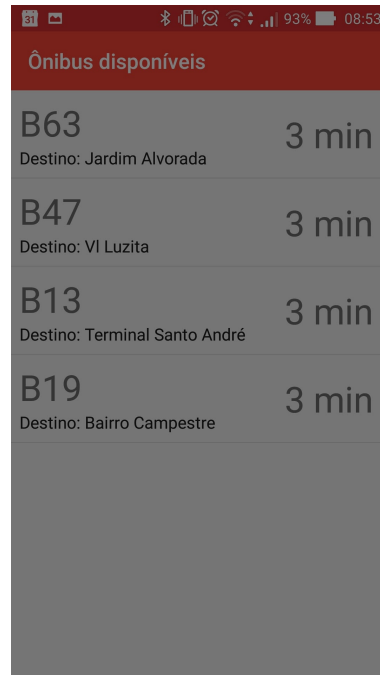 31 93% 08:53
Ônibus disponíveis
B63
3 min
Destino: Jardim Alvorada
B47
3 min
Destino: Vl Luzita
B13
3 min
Destino: Terminal Santo André
B19
3 min
Destino: Bairro Campestre